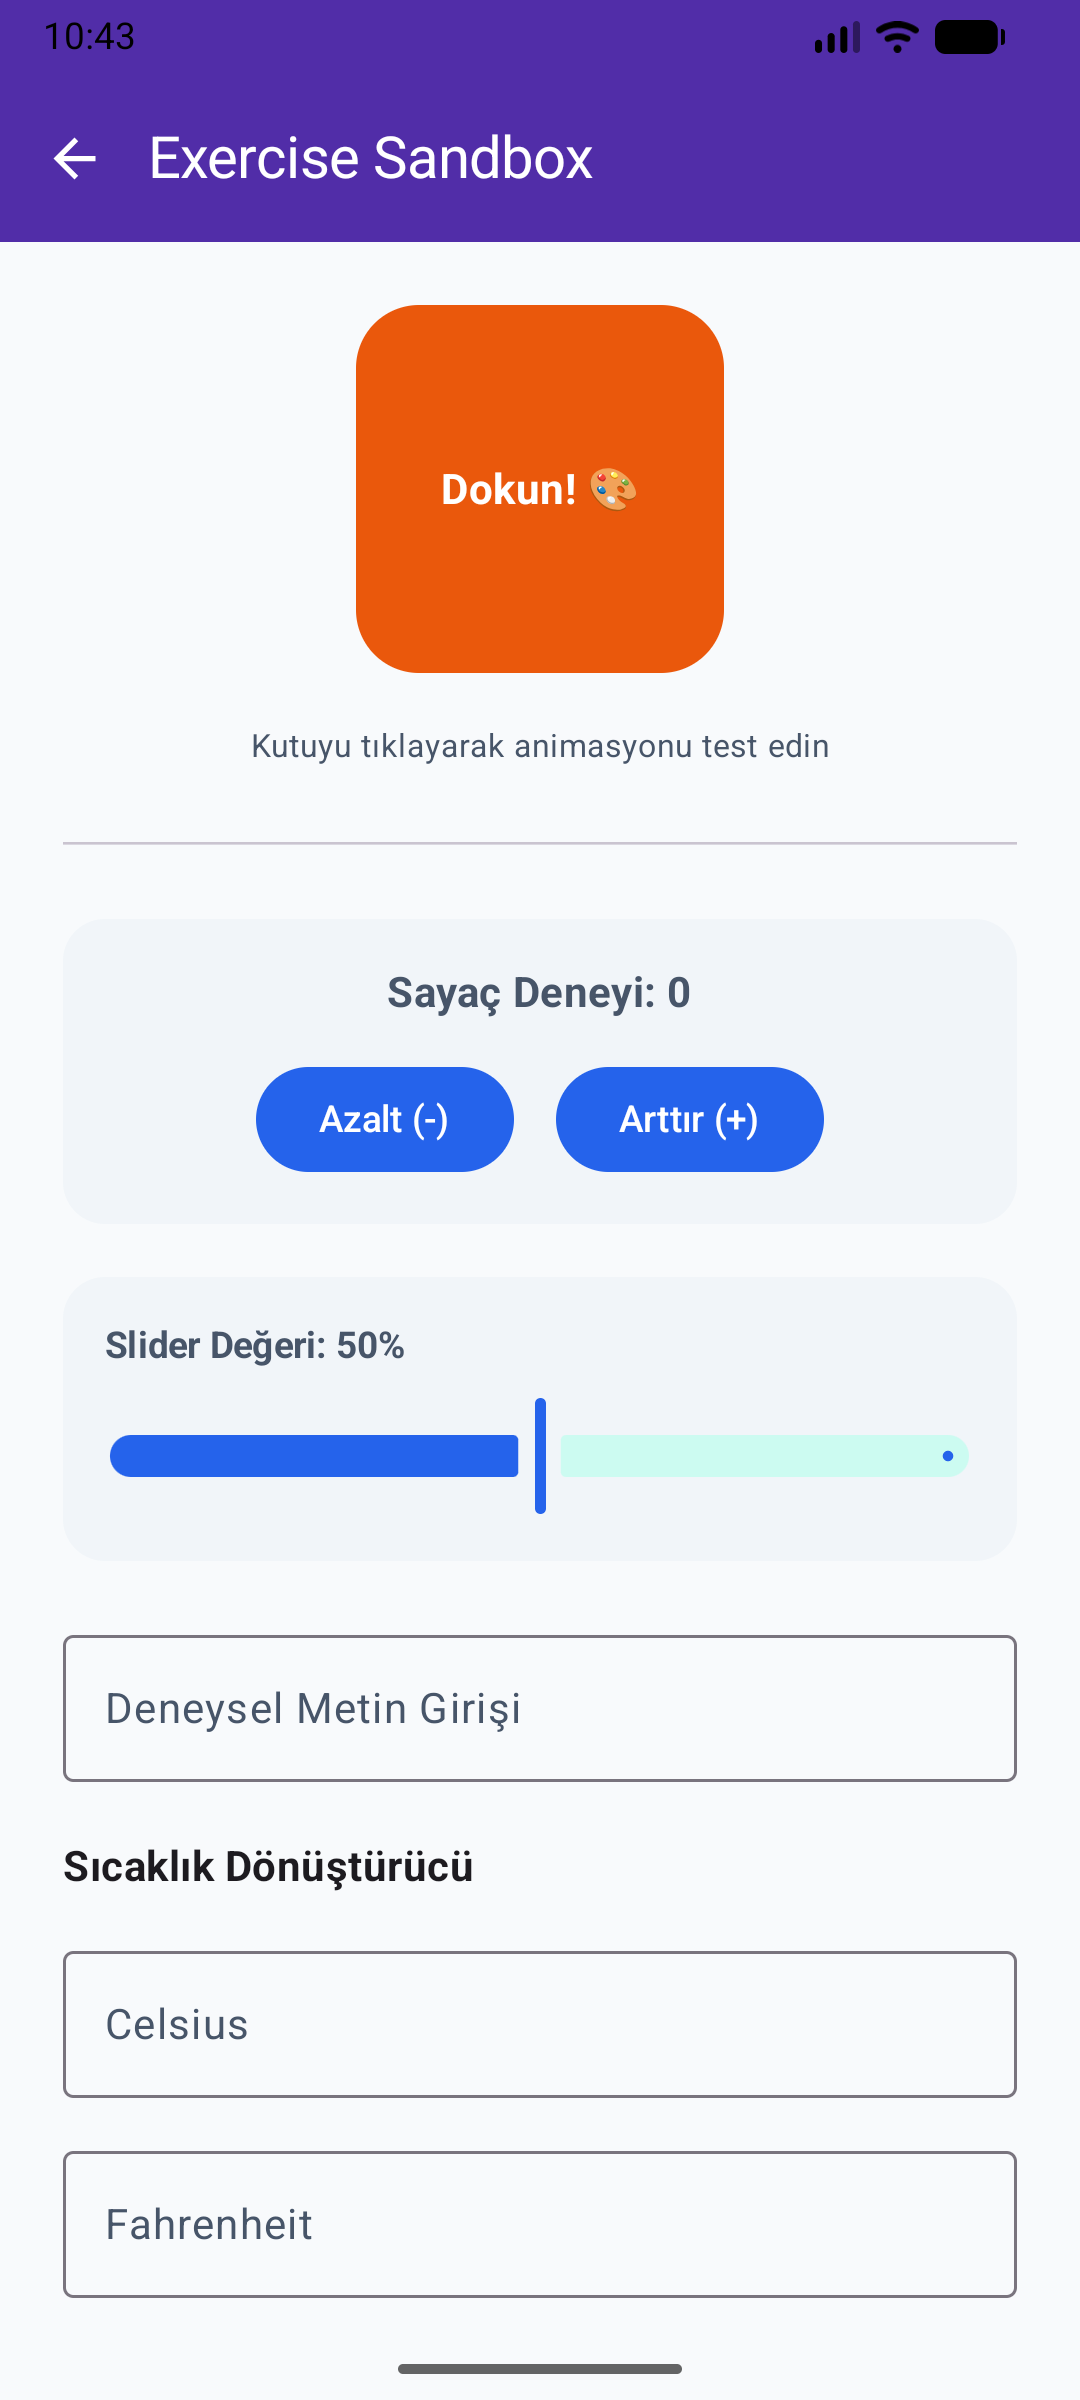 10:43
Exercise Sandbox
Dokun! 🎨
Kutuyu tıklayarak animasyonu test edin
Sayaç Deneyi: 0
Azalt (-)
Arttır (+)
Slider Değeri: 50%
Deneysel Metin Girişi
Sıcaklık Dönüştürücü
Celsius
Fahrenheit